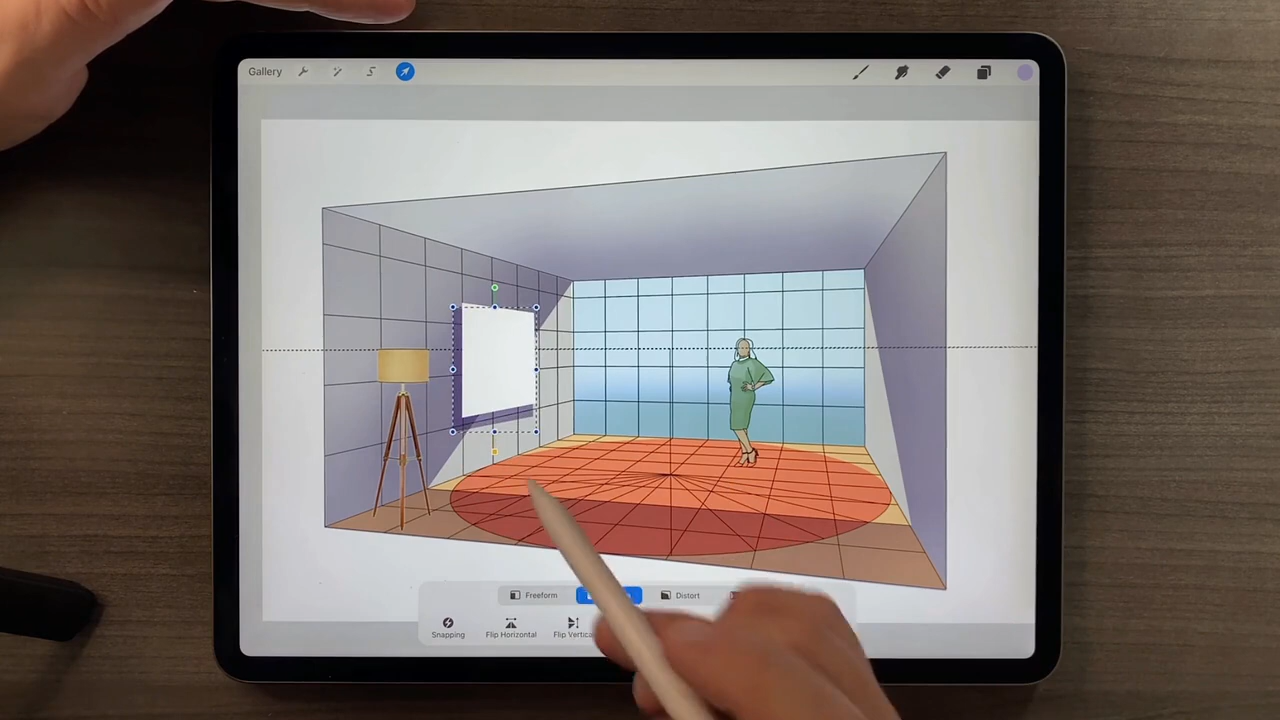 Gallery
Freeform
Distort
Snapping
Flip Horizontal